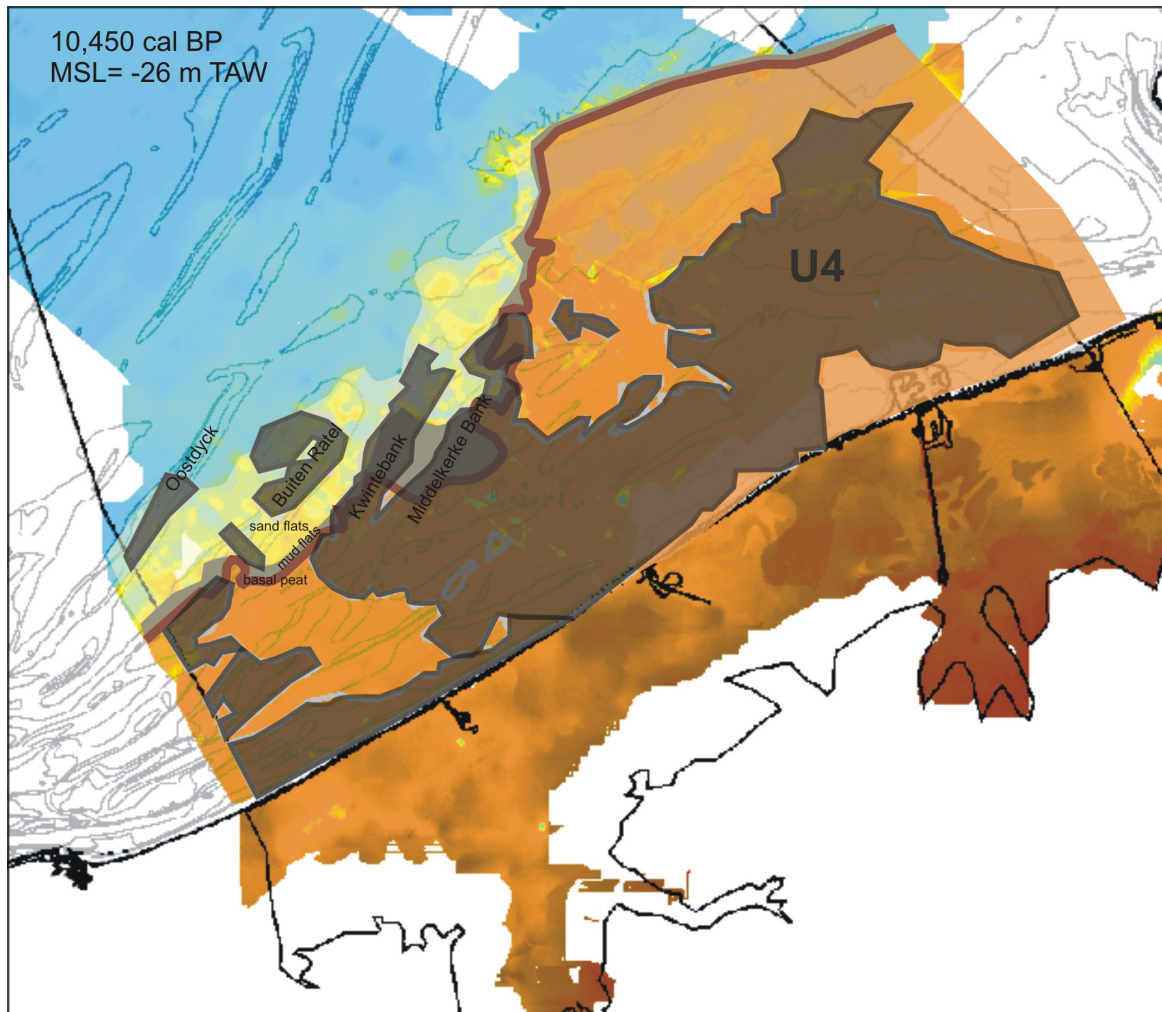 10,450 cal BP
MSL= -26 m TAW
U4
Oostdyck
Buiten Ratel
Kwintebank
Middelkerke Bank
sand flats
mud flats
basal peat